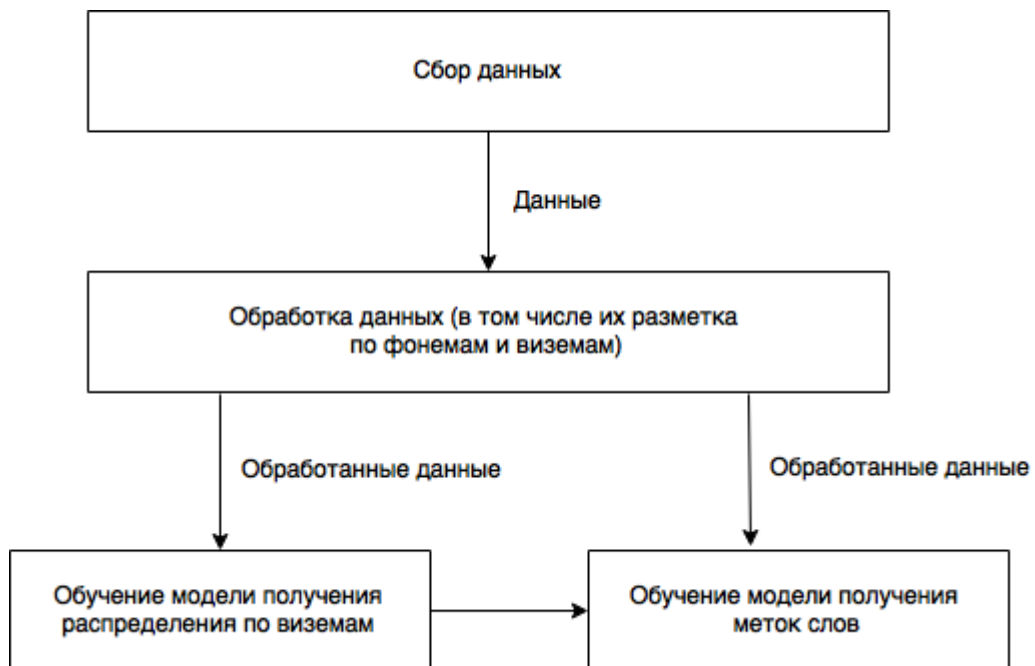 Сбор данных
Данные
Обработка данных (в том числе их разметка
по фонемам и виземам)
Обработанные данные
Обработанные данные
Обучение модели получения
распределения по виземам
Обучение модели получения
меток слов